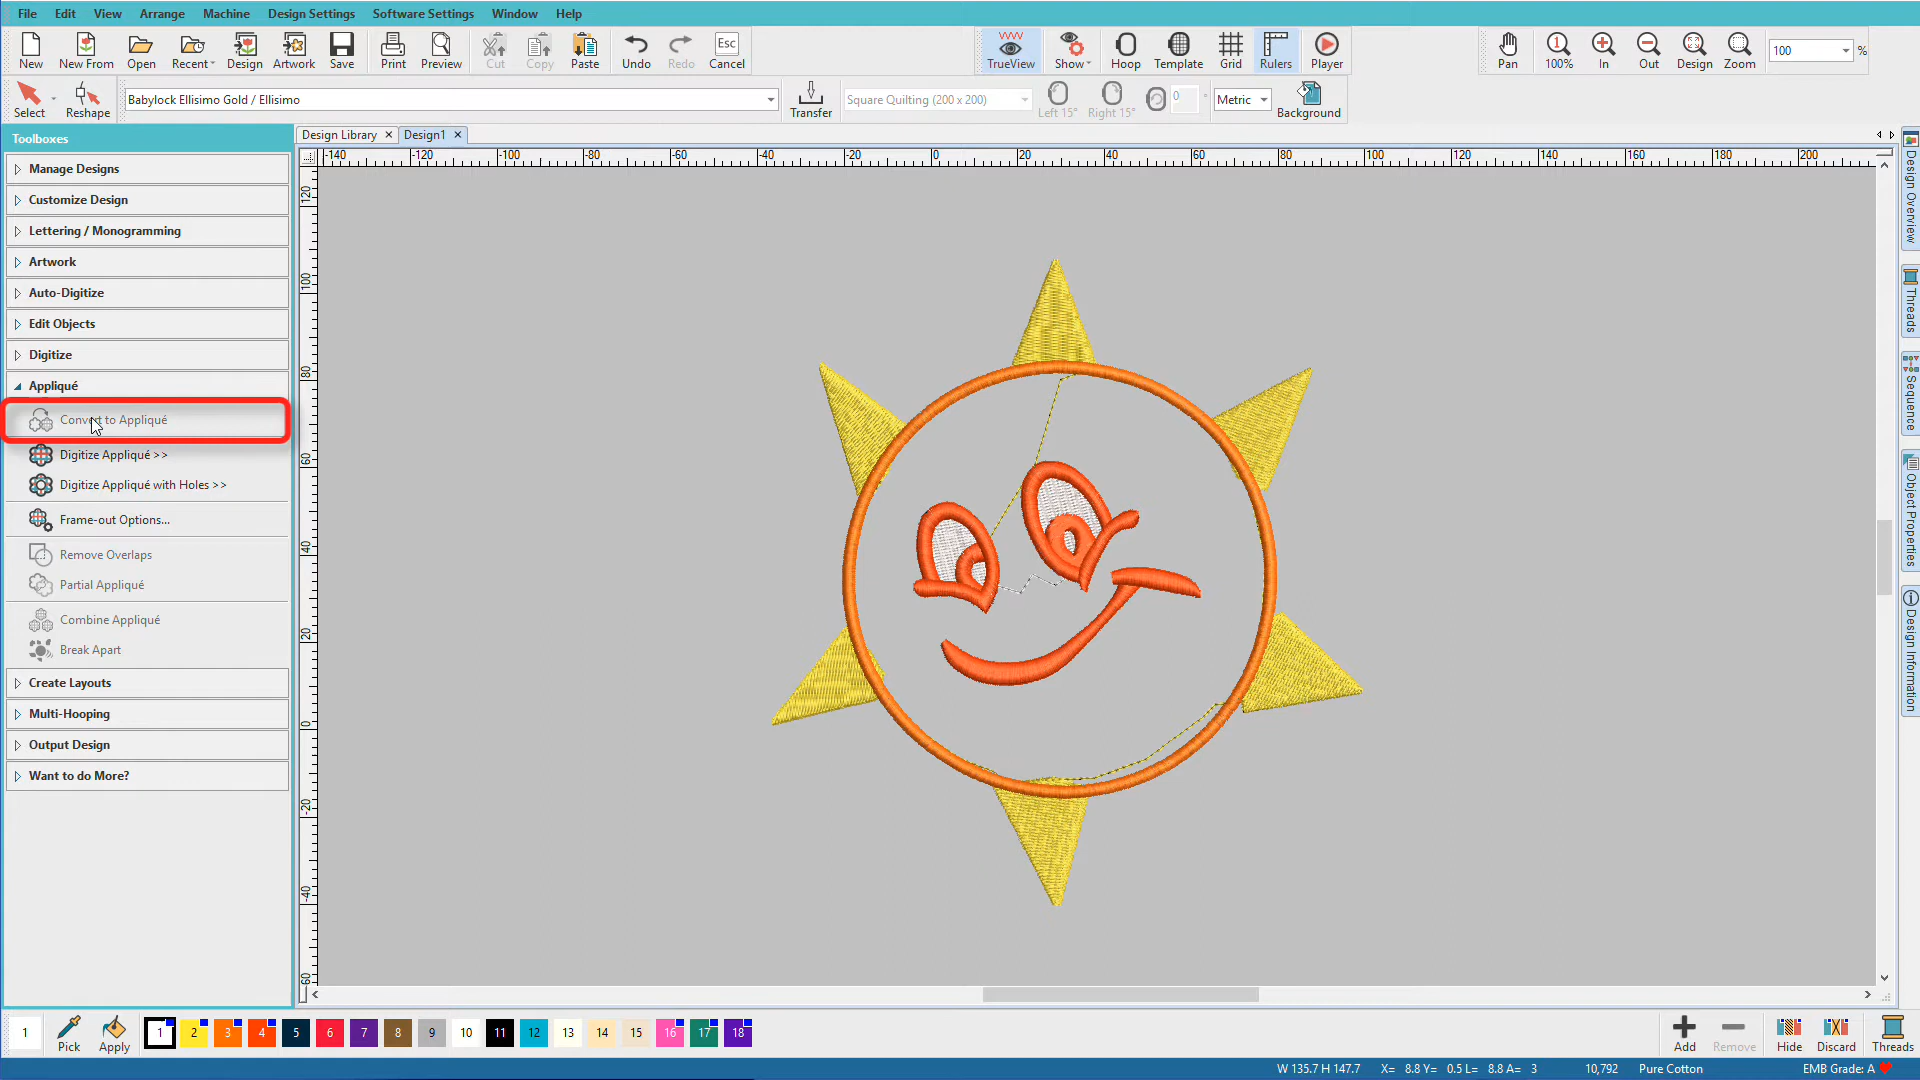 File Edit View Arrange Machine Design Settings Software Settings Window Help
New New From Open Recent Design Artwork Save Print Preview Cut Copy Paste Undo Redo Esc Cancel TrueView Show Hoop Template Grid Rulers Player Pan 1 100% In Out Design Zoom 100 %
Select Reshape Babylock Ellisimo Gold / Ellisimo Transfer Square Quilting (200 x 200) Left 15° Right 15° 0 ° Metric Background
Toolboxes
Design Library Design1
-140 -120 -100 -80 -60 -40 -20 0 20 40 60 80 100 120 140 160 180 200
Manage Designs
Customize Design
Lettering / Monogramming
Artwork
Auto-Digitize
Edit Objects
Digitize
Appliqué
Convert to Appliqué
Digitize Appliqué >>
Digitize Appliqué with Holes >>
Frame-out Options...
Remove Overlaps
Partial Appliqué
Combine Appliqué
Break Apart
Create Layouts
Multi-Hooping
Output Design
Want to do More?
120
100
80
60
40
20
0
-20
-40
-60
Design Overview
Threads
Sequence
Object Properties
Design Information
1 Pick Apply 1 2 3 4 5 6 7 8 9 10 11 12 13 14 15 16 17 18 Add Remove Hide Discard Threads
W 135.7 H 147.7 X= 8.8 Y= 0.5 L= 8.8 A= 3 10,792 Pure Cotton EMB Grade: A